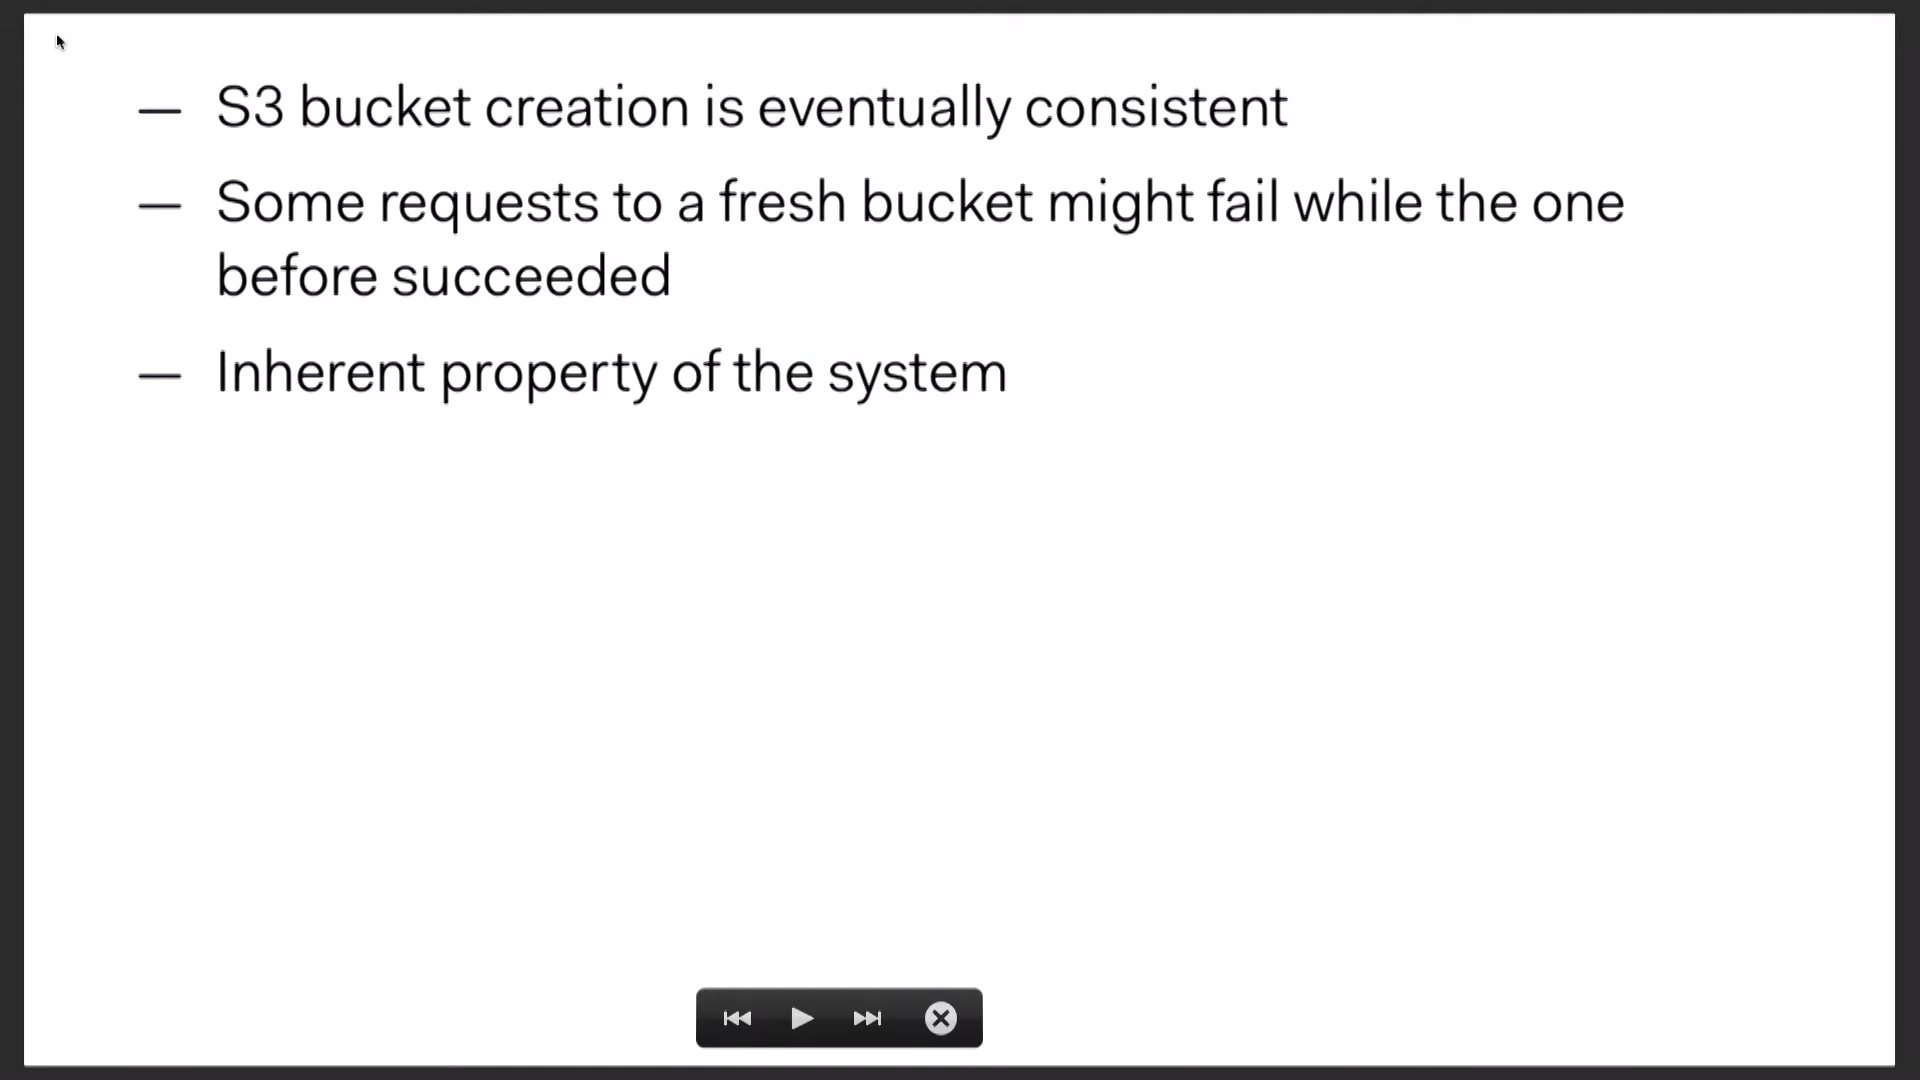 — S3 bucket creation is eventually consistent
— Some requests to a fresh bucket might fail while the one
before succeeded
— Inherent property of the system